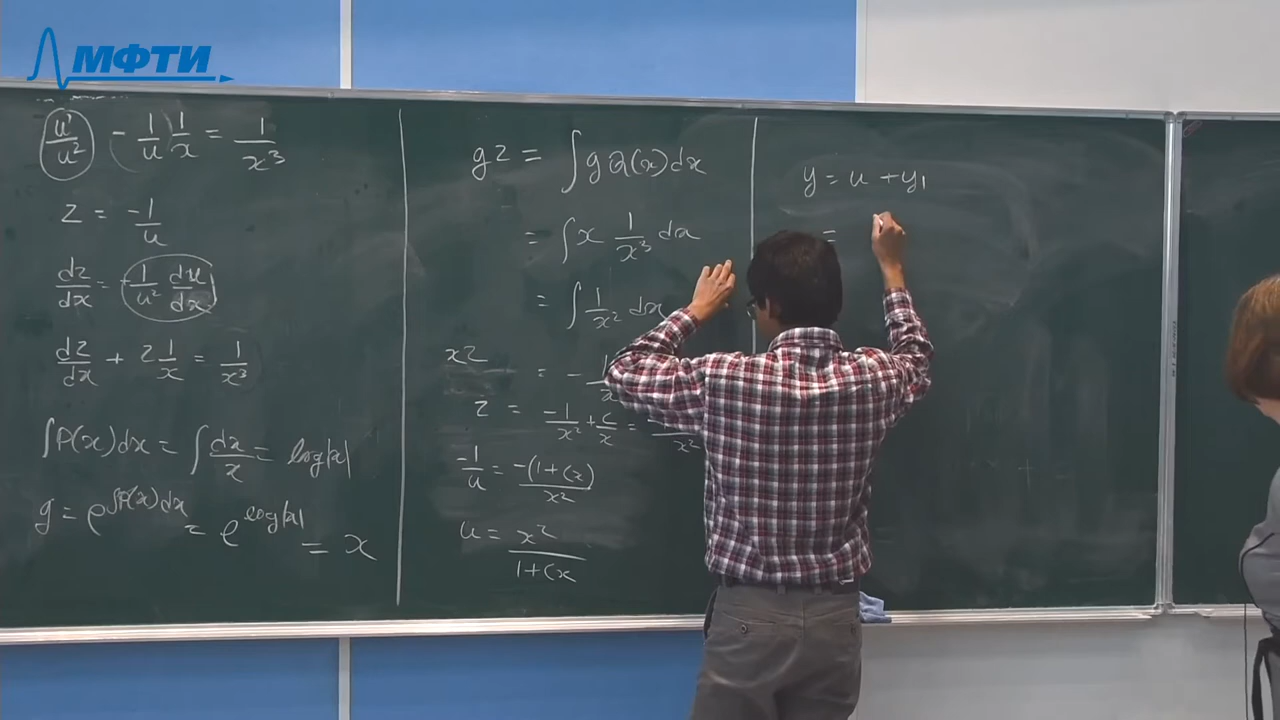 МФТИ
u'/u² - 1/u 1/x = 1/x³
z = -1/u
dz/dx = -1/u² du/dx
dz/dx + z 1/x = 1/x³
∫P(x)dx = ∫dx/x = log|x|
g = e^∫P(x)dx = e^log|x| = x
gz = ∫g Q(x)dx
= ∫x 1/x³ dx
= ∫1/x² dx
xz = -1/
z = -1/x² + c/x =
-1/u = -(1+cx)/x²
u = x²/1+cx
y = u + y₁
=